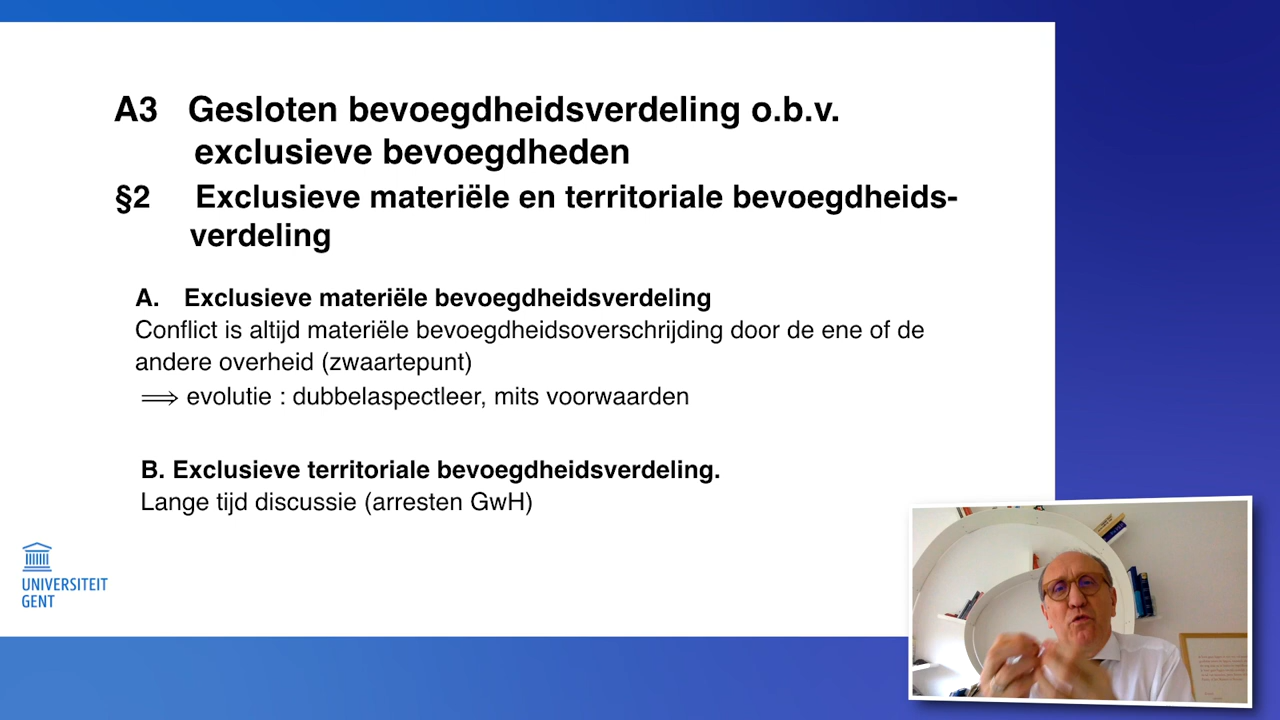 A3 Gesloten bevoegdheidsverdeling o.b.v.
exclusieve bevoegdheden
§2 Exclusieve materiële en territoriale bevoegdheids-
verdeling
A. Exclusieve materiële bevoegdheidsverdeling
Conflict is altijd materiële bevoegdheidsoverschrijding door de ene of de
andere overheid (zwaartepunt)
⟹ evolutie : dubbelaspectleer, mits voorwaarden
B. Exclusieve territoriale bevoegdheidsverdeling.
Lange tijd discussie (arresten GwH)
UNIVERSITEIT
GENT